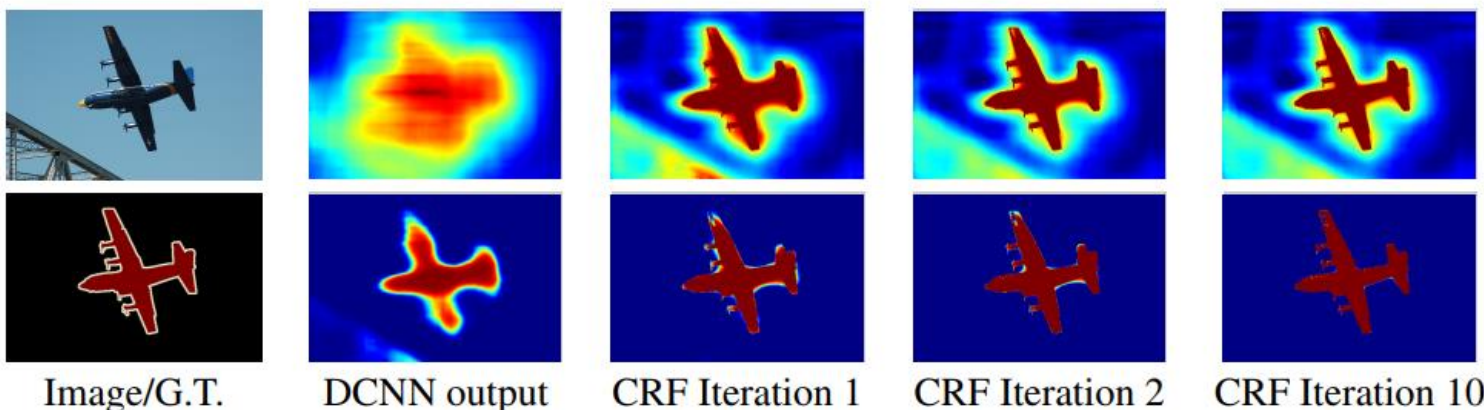 Image/G.T.
DCNN output
CRF Iteration 1
CRF Iteration 2
CRF Iteration 10